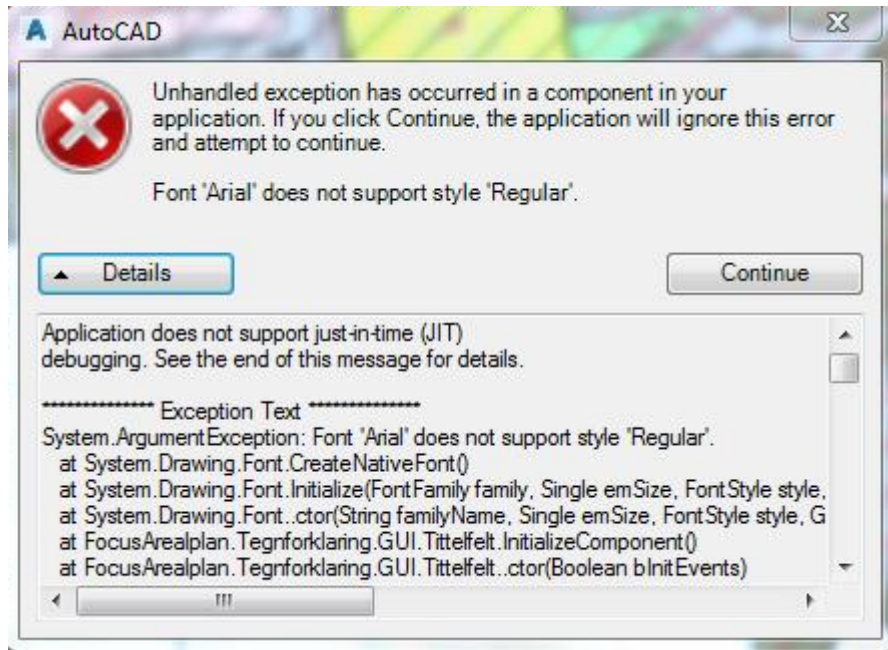 AutoCAD
Unhandled exception has occurred in a component in your
application. If you click Continue, the application will ignore this error
and attempt to continue.
Font 'Arial' does not support style 'Regular'.
Details
Continue
Application does not support just-in-time (JIT)
debugging. See the end of this message for details.
************** Exception Text **************
System.ArgumentException: Font 'Arial' does not support style 'Regular'.
at System.Drawing.Font.CreateNativeFont()
at System.Drawing.Font.Initialize(FontFamily family, Single emSize, FontStyle style,
at System.Drawing.Font..ctor(String familyName, Single emSize, FontStyle style, G
at FocusArealplan.Tegnforklaring.GUI.Tittelfelt.InitializeComponent()
at FocusArealplan.Tegnforklaring.GUI.Tittelfelt..ctor(Boolean bInitEvents)